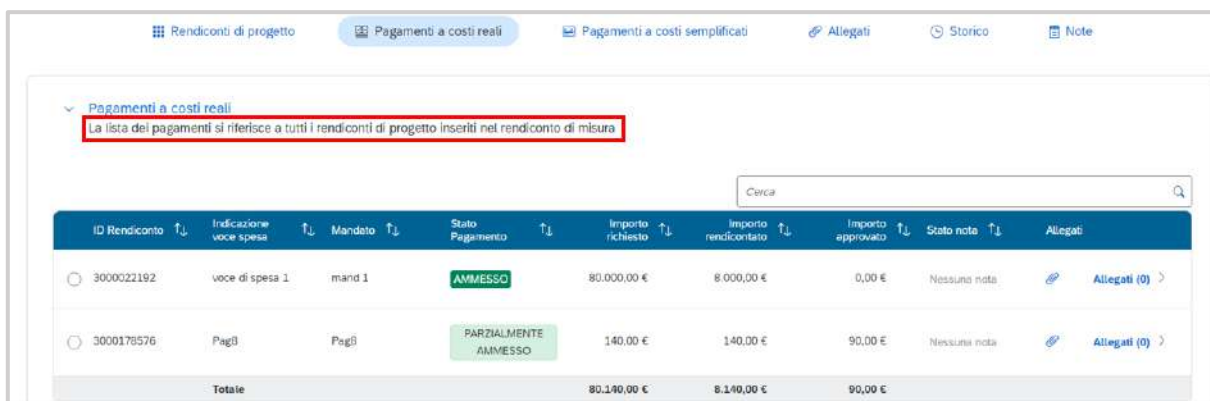 Rendiconti di progetto Pagamenti a costi reali Pagamenti a costi semplificati Allegati Storico Note
Pagamenti a costi reali
La lista dei pagamenti si riferisce a tutti i rendiconti di progetto inseriti nel rendiconto di misura
Cerca
ID Rendiconto Indicazione voce spesa Mandato Stato Pagamento Importo richiesto Importo rendicontato Importo approvato Stato nota Allegati
3000022192 voce di spesa 1 mand 1 AMMESSO 80.000,00 € 8.000,00 € 0,00 € Nessuna nota Allegati (0)
3000178576 Pag8 Pag8 PARZIALMENTE AMMESSO 140,00 € 140,00 € 90,00 € Nessuna nota Allegati (0)
Totale 80.140,00 € 8.140,00 € 90,00 €